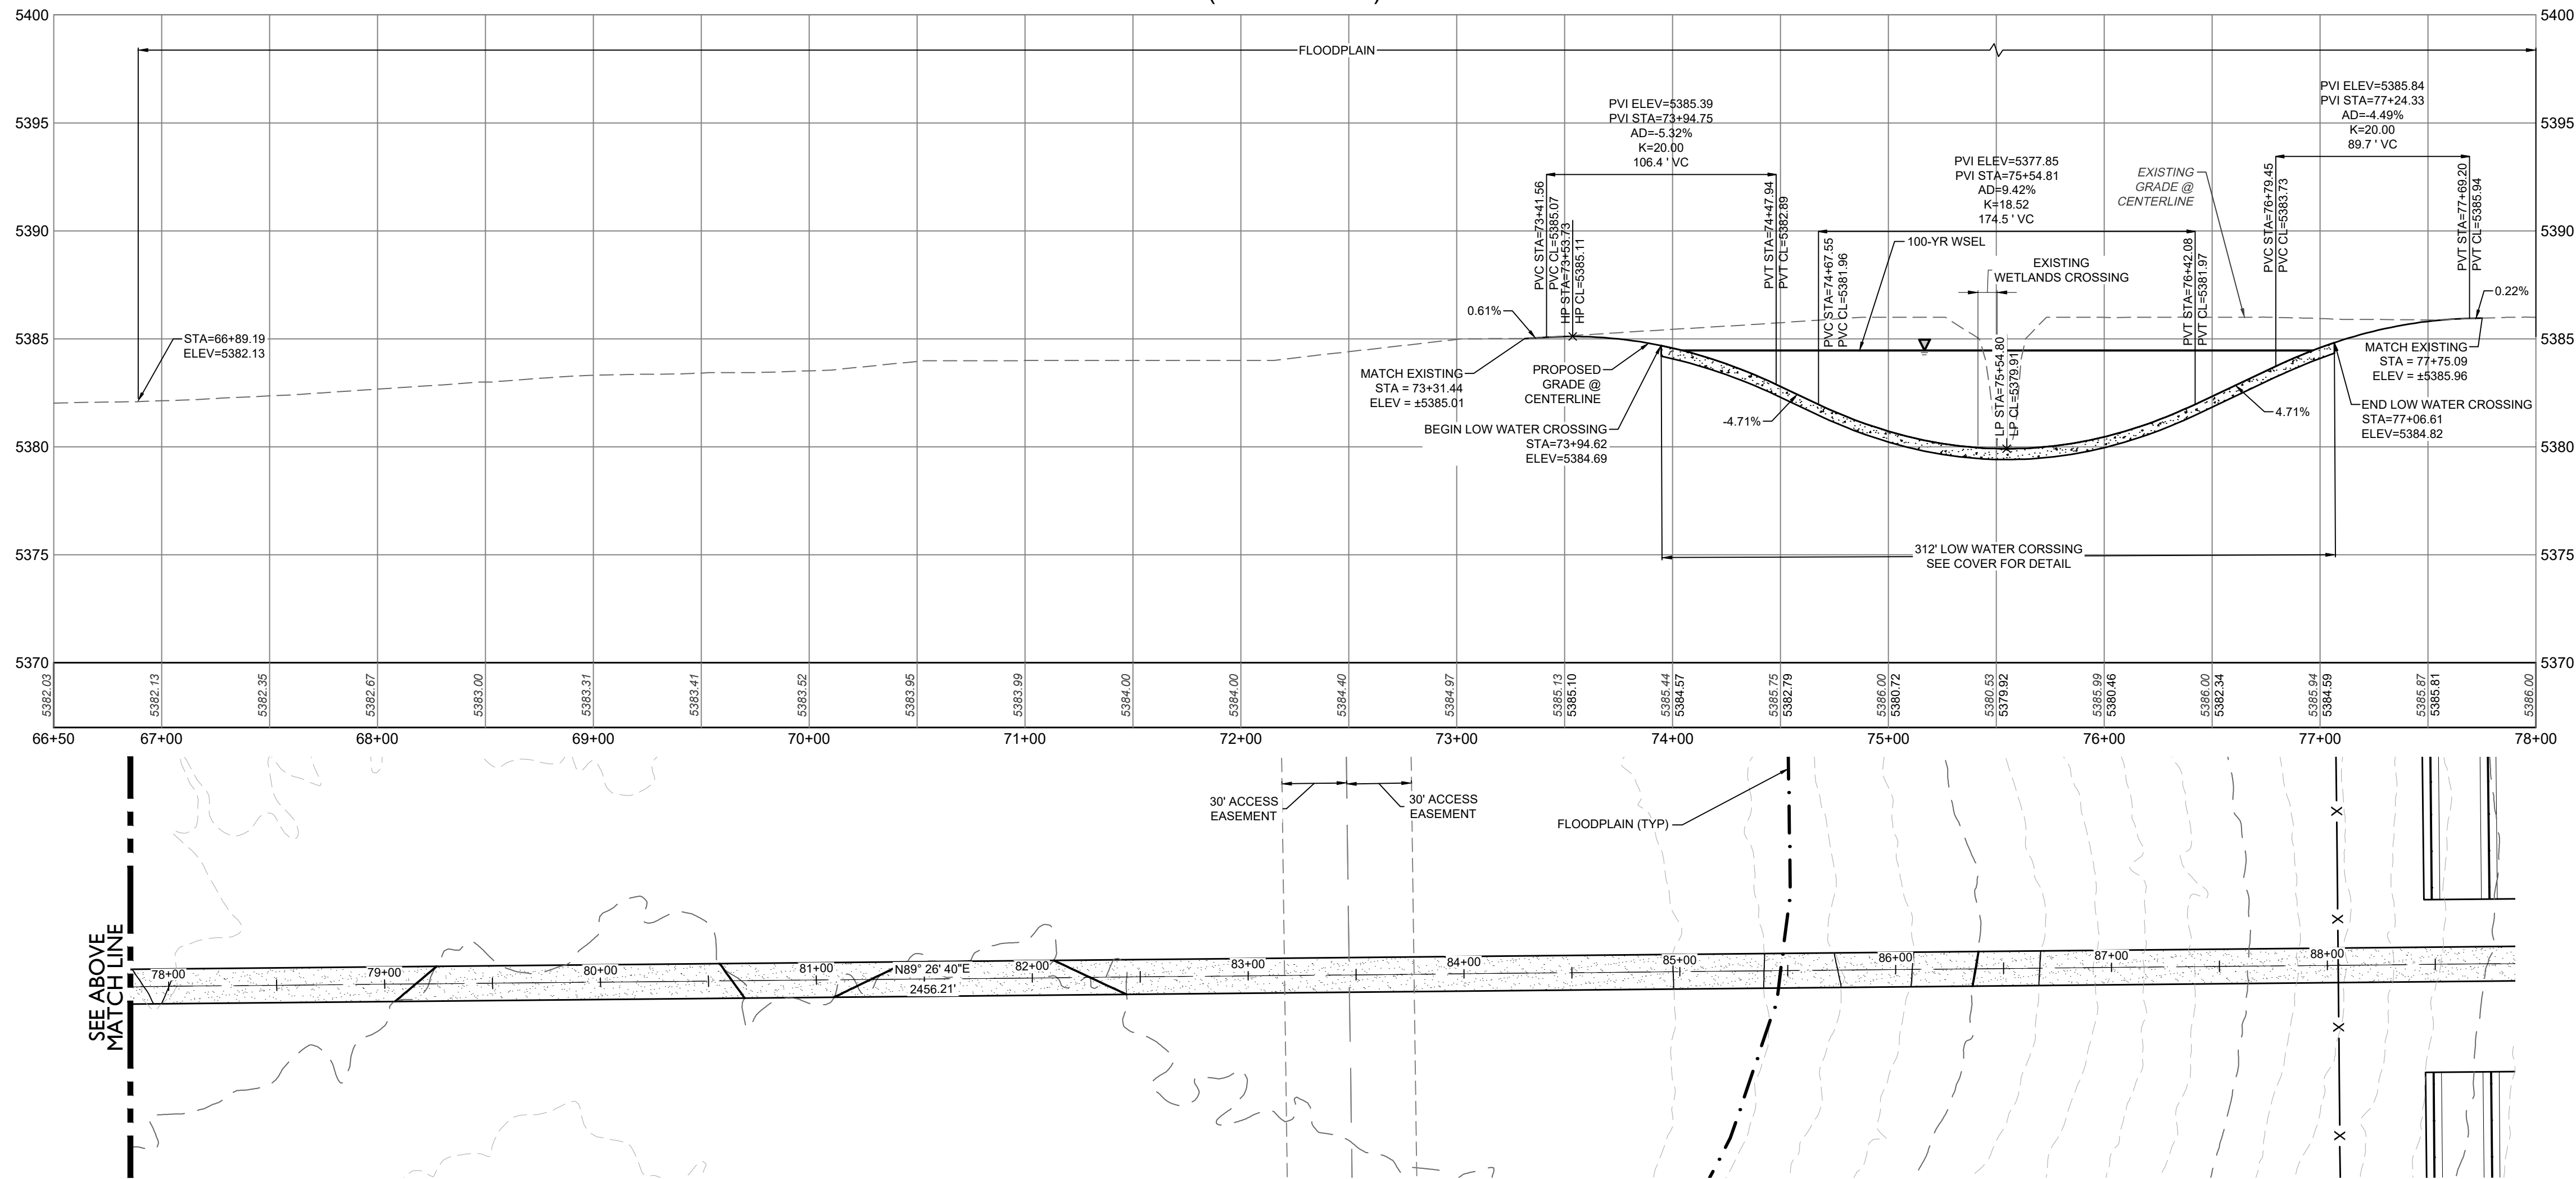 5400
5400
FLOODPLAIN
PVI ELEV=5385.84
PVI STA=77+24.33
AD=-4.49%
K=20.00
89.7 ' VC
PVI ELEV=5385.39
PVI STA=73+94.75
AD=-5.32%
K=20.00
106.4 ' VC
5395
5395
PVI ELEV=5377.85
PVI STA=75+54.81
AD=9.42%
K=18.52
174.5 ' VC
EXISTING
GRADE @
CENTERLINE
PVC STA=73+41.56
PVC CL=5385.07
HP STA=73+53.73
HP CL=5385.11
PVT STA=74+47.94
PVT CL=5382.89
PVC STA=74+67.55
PVC CL=5381.96
PVT STA=76+42.08
PVT CL=5381.97
PVC STA=76+79.45
PVC CL=5383.73
PVT STA=77+69.20
PVT CL=5385.94
5390
5390
100-YR WSEL
EXISTING
WETLANDS CROSSING
0.61%
0.22%
5385
5385
STA=66+89.19
ELEV=5382.13
LP STA=75+54.80
LP CL=5379.91
MATCH EXISTING
STA = 73+31.44
ELEV = ±5385.01
PROPOSED
GRADE @
CENTERLINE
MATCH EXISTING
STA = 77+75.09
ELEV = ±5385.96
-4.71%
4.71%
BEGIN LOW WATER CROSSING
STA=73+94.62
ELEV=5384.69
END LOW WATER CROSSING
STA=77+06.61
ELEV=5384.82
5380
5380
5375
5375
312' LOW WATER CORSSING
SEE COVER FOR DETAIL
5370
5370
5382.03
5382.13
5382.35
5382.67
5383.00
5383.31
5383.41
5383.52
5383.95
5383.99
5384.00
5384.00
5384.40
5384.97
5385.13
5385.10
5385.44
5384.57
5385.75
5382.79
5386.00
5380.72
5380.53
5379.92
5385.99
5380.46
5386.00
5382.34
5385.94
5384.59
5385.87
5385.81
5386.00
66+50
67+00
68+00
69+00
70+00
71+00
72+00
73+00
74+00
75+00
76+00
77+00
78+00
30' ACCESS
EASEMENT
30' ACCESS
EASEMENT
FLOODPLAIN (TYP)
X
X
X
X
SEE ABOVE
MATCH LINE
78+00
79+00
80+00
81+00
N89° 26' 40"E
2456.21'
82+00
83+00
84+00
85+00
86+00
87+00
88+00